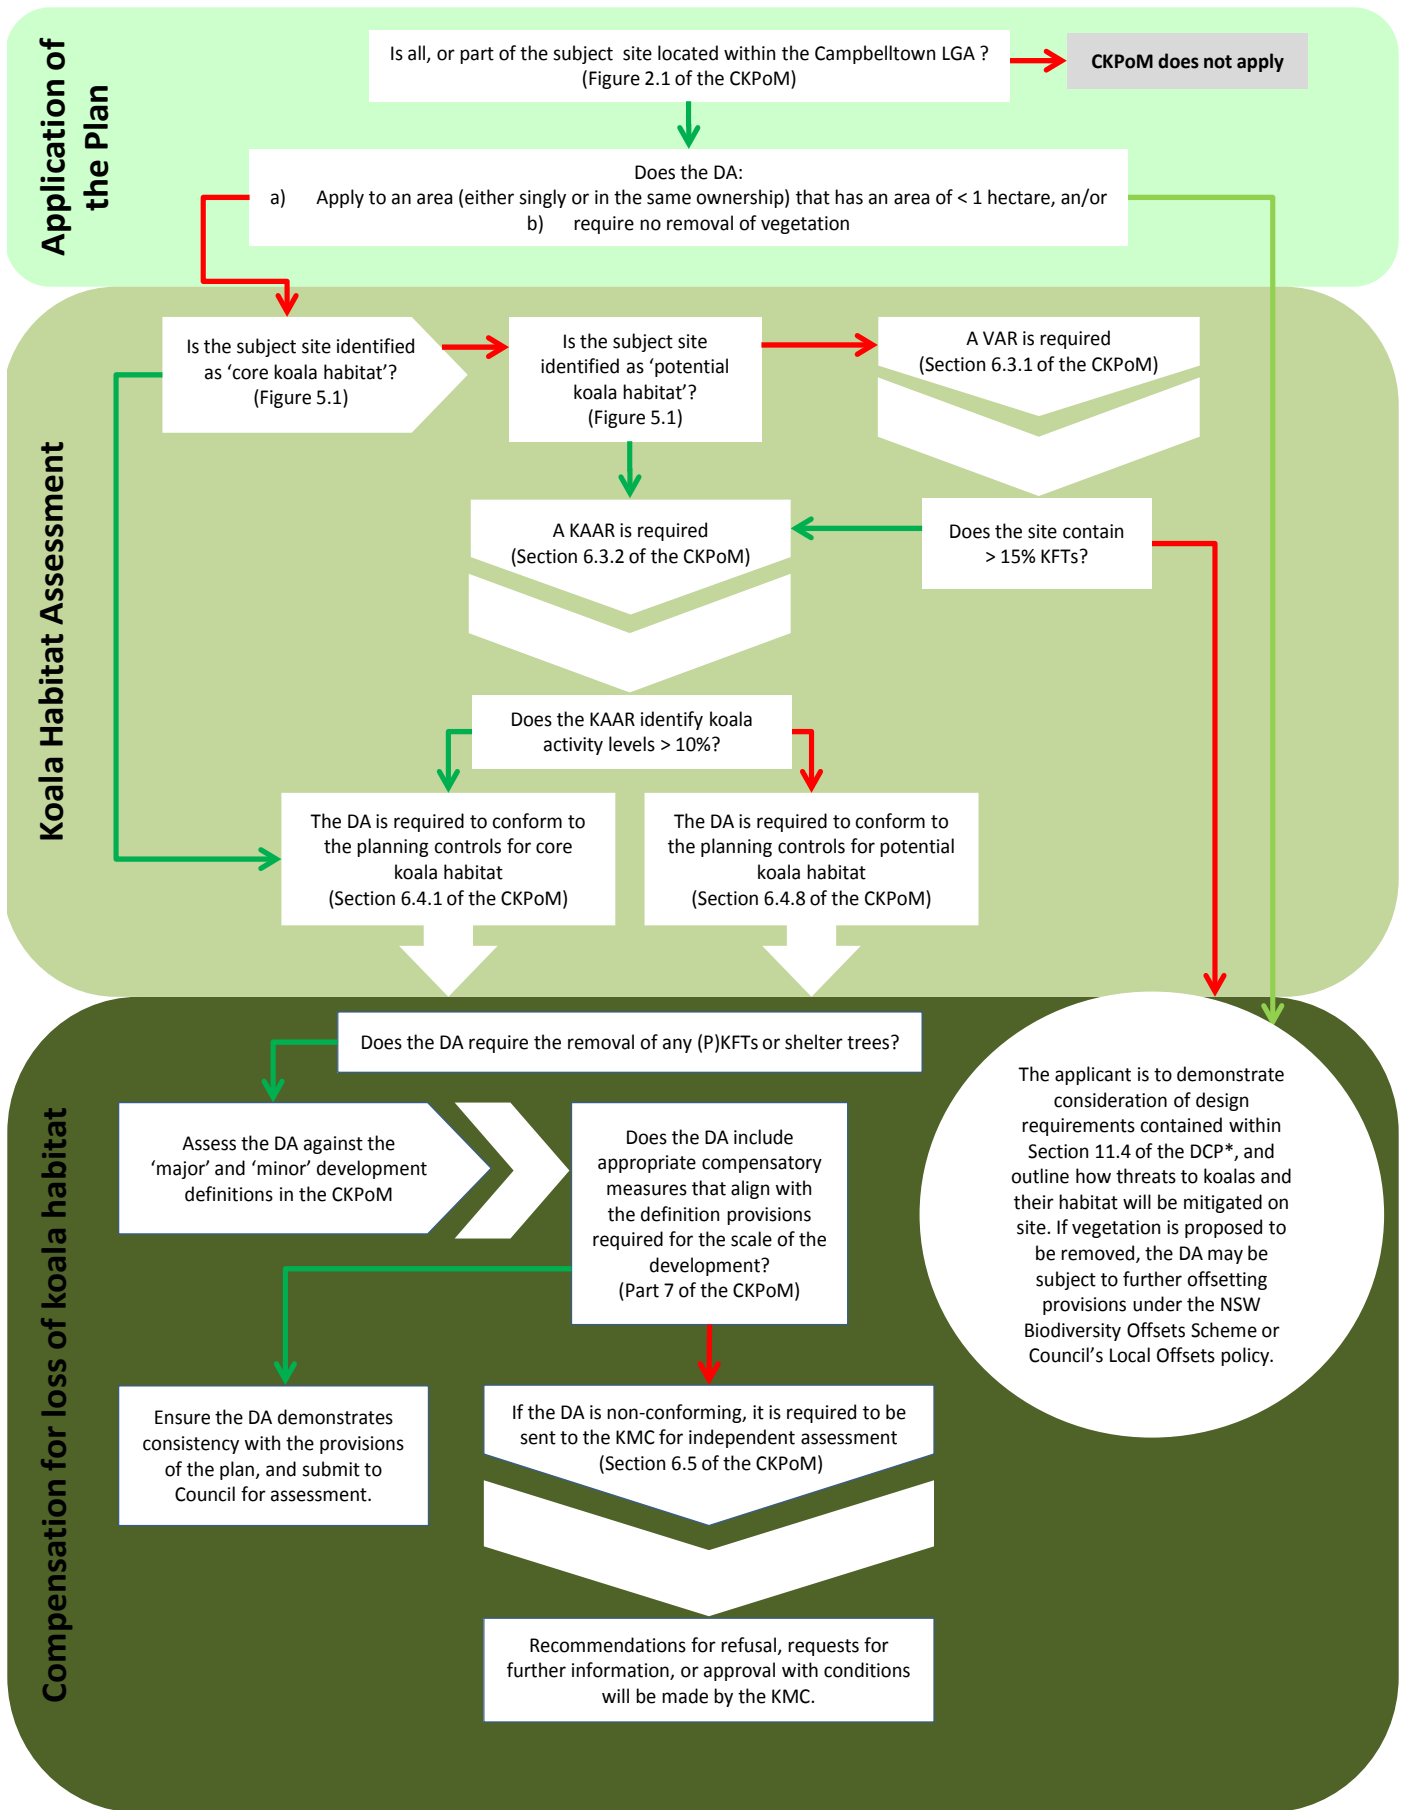 Application of
the Plan
Is all, or part of the subject site located within the Campbelltown LGA ?
(Figure 2.1 of the CKPoM)
CKPoM does not apply
Does the DA:
a) Apply to an area (either singly or in the same ownership) that has an area of < 1 hectare, an/or
b) require no removal of vegetation
Koala Habitat Assessment
Is the subject site identified
as ‘core koala habitat’?
(Figure 5.1)
Is the subject site
identified as ‘potential
koala habitat’?
(Figure 5.1)
A VAR is required
(Section 6.3.1 of the CKPoM)
A KAAR is required
(Section 6.3.2 of the CKPoM)
Does the site contain
> 15% KFTs?
Does the KAAR identify koala
activity levels > 10%?
The DA is required to conform to
the planning controls for core
koala habitat
(Section 6.4.1 of the CKPoM)
The DA is required to conform to
the planning controls for potential
koala habitat
(Section 6.4.8 of the CKPoM)
Compensation for loss of koala habitat
Does the DA require the removal of any (P)KFTs or shelter trees?
Assess the DA against the
‘major’ and ‘minor’ development
definitions in the CKPoM
Does the DA include
appropriate compensatory
measures that align with
the definition provisions
required for the scale of the
development?
(Part 7 of the CKPoM)
The applicant is to demonstrate
consideration of design
requirements contained within
Section 11.4 of the DCP*, and
outline how threats to koalas and
their habitat will be mitigated on
site. If vegetation is proposed to
be removed, the DA may be
subject to further offsetting
provisions under the NSW
Biodiversity Offsets Scheme or
Council’s Local Offsets policy.
Ensure the DA demonstrates
consistency with the provisions
of the plan, and submit to
Council for assessment.
If the DA is non-conforming, it is required to be
sent to the KMC for independent assessment
(Section 6.5 of the CKPoM)
Recommendations for refusal, requests for
further information, or approval with conditions
will be made by the KMC.